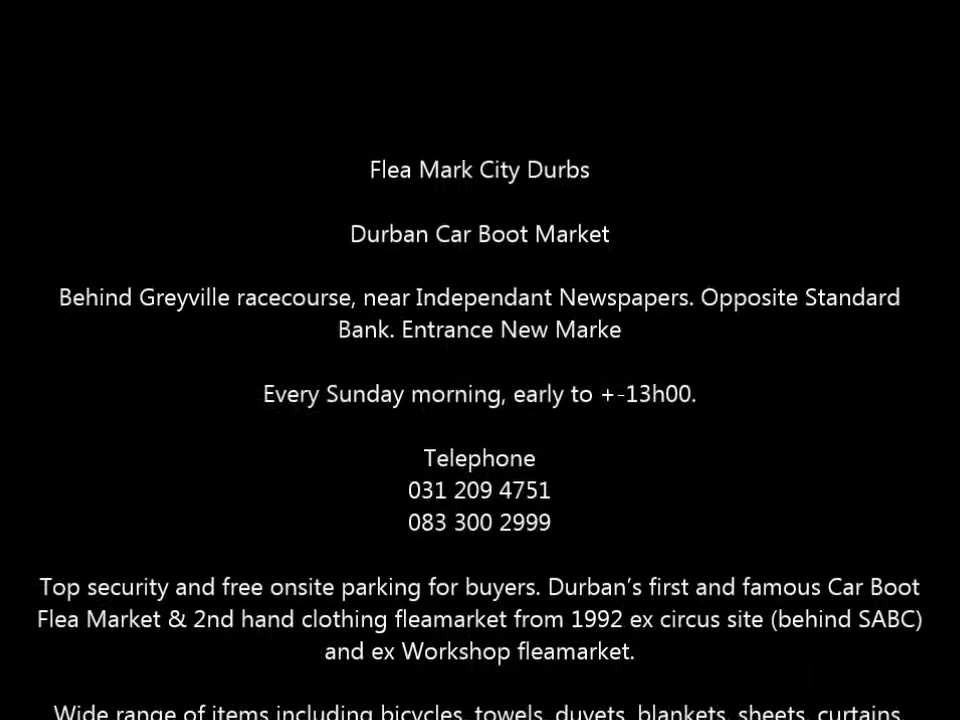 Flea Mark City Durbs
Durban Car Boot Market
Behind Greyville racecourse, near Independant Newspapers. Opposite Standard
Bank. Entrance New Marke
Every Sunday morning, early to +-13h00.
Telephone
031 209 4751
083 300 2999
Top security and free onsite parking for buyers. Durban’s first and famous Car Boot
Flea Market & 2nd hand clothing fleamarket from 1992 ex circus site (behind SABC)
and ex Workshop fleamarket.
Wide range of items including bicycles, towels, duvets, blankets, sheets, curtains